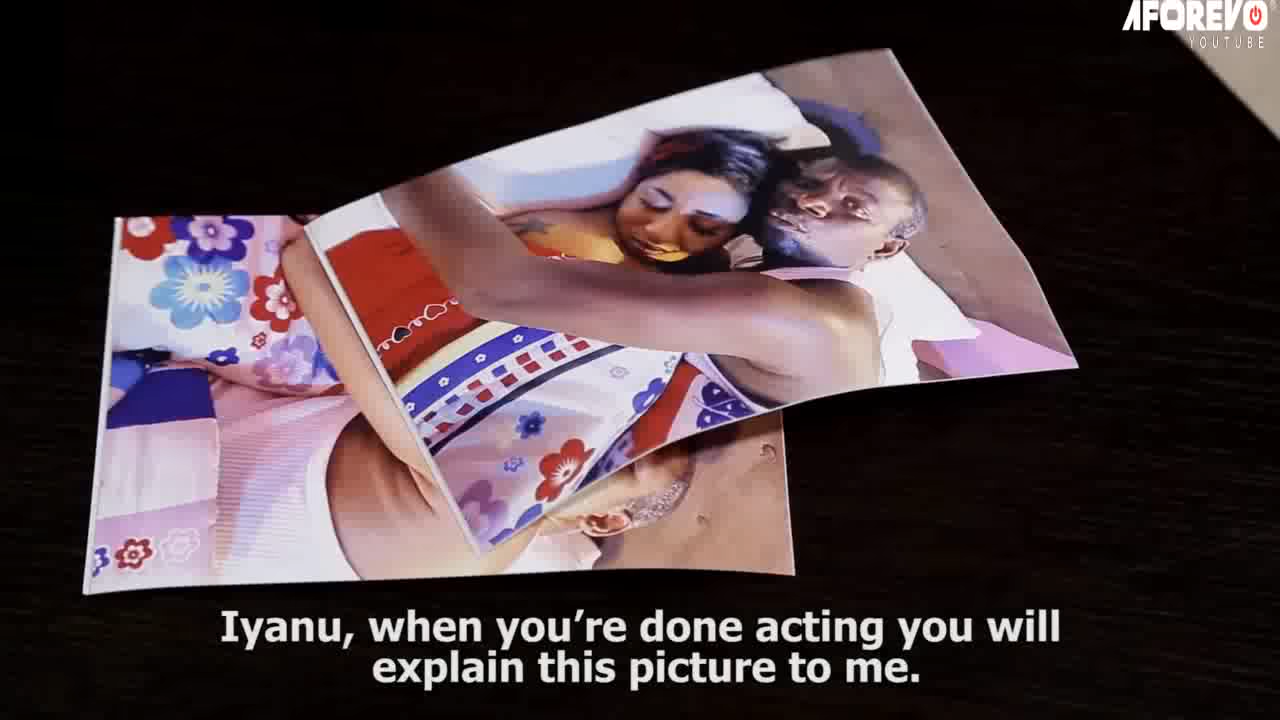 AFOREVO
YOUTUBE
Iyanu, when you're done acting you will
explain this picture to me.